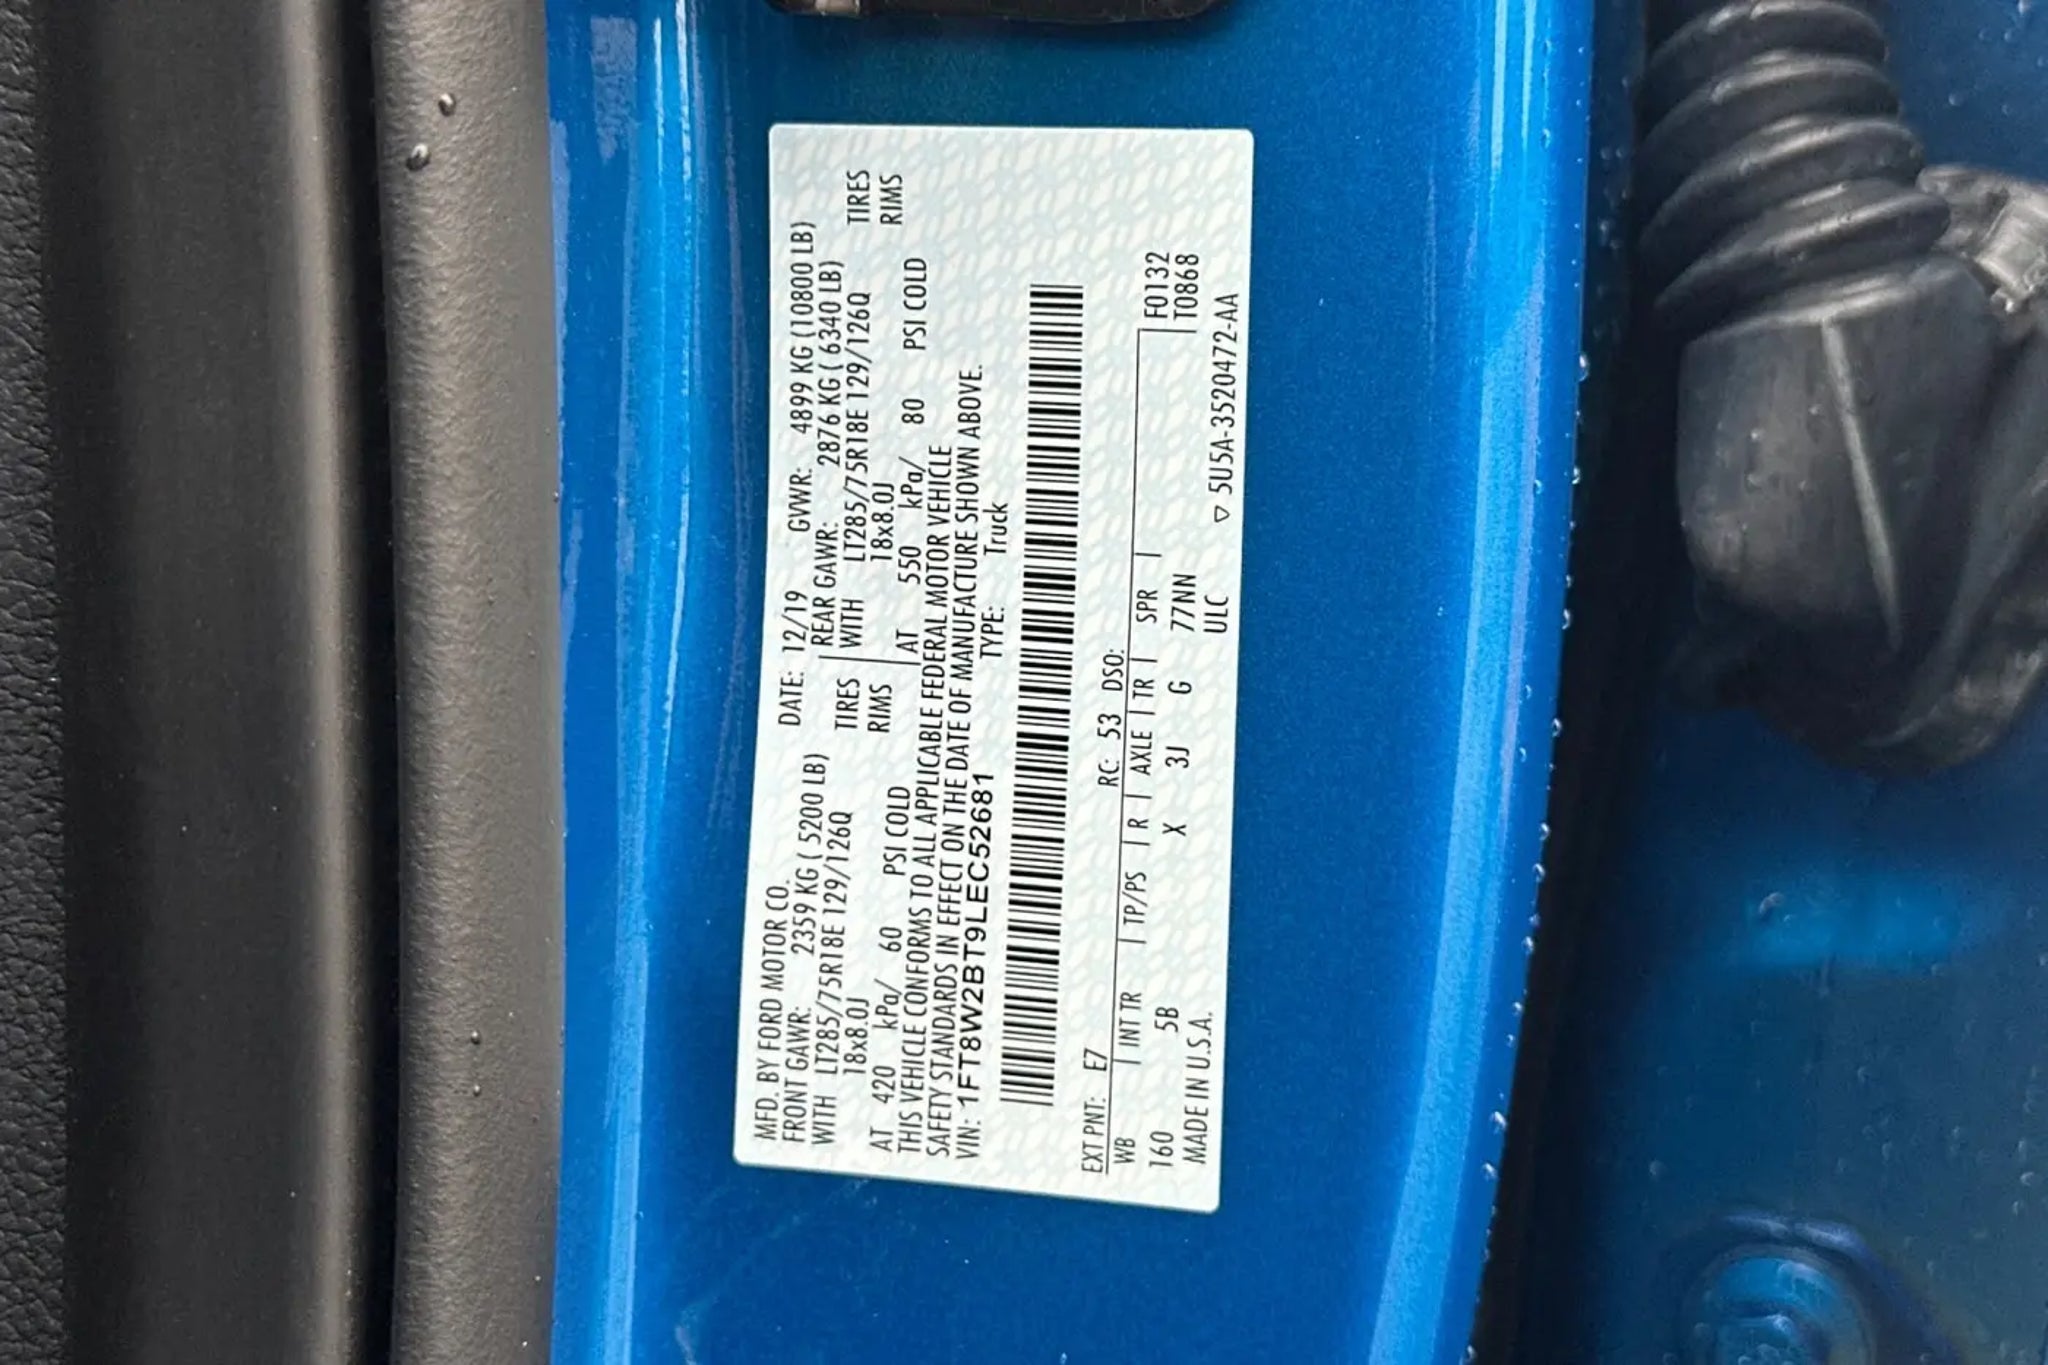 MFD. BY FORD MOTOR CO. DATE: 12/19 GVWR: 4899 KG (10800 LB)
FRONT GAWR: 2359 KG ( 5200 LB) REAR GAWR: 2876 KG ( 6340 LB)
WITH LT285/75R18E 129/126Q TIRES WITH LT285/75R18E 129/126Q TIRES
18x8.0J RIMS 18x8.0J RIMS
AT 420 kPa/ 60 PSI COLD AT 550 kPa/ 80 PSI COLD
THIS VEHICLE CONFORMS TO ALL APPLICABLE FEDERAL MOTOR VEHICLE
SAFETY STANDARDS IN EFFECT ON THE DATE OF MANUFACTURE SHOWN ABOVE.
VIN: 1FT8W2BT9LEC52681 TYPE: Truck
EXT PNT: E7 RC: 53 DSO:
WB INT TR TP/PS R AXLE TR SPR F0132
160 5B X 3J G 77NN T0868
MADE IN U.S.A. ULC ▽ 5U5A-3520472-AA